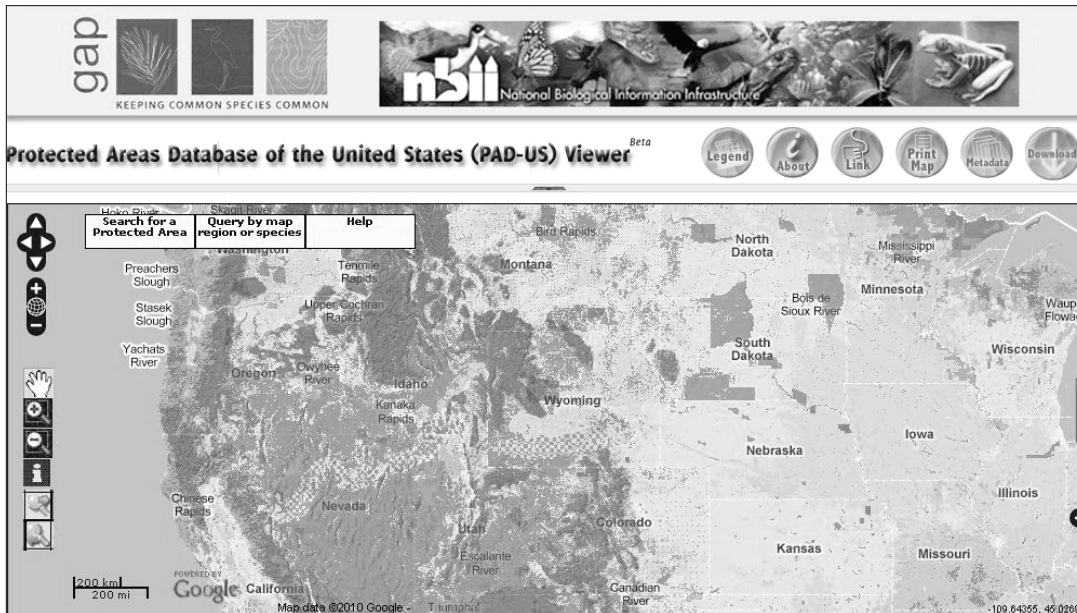 gap
KEEPING COMMON SPECIES COMMON
nbii National Biological Information Infrastructure
Protected Areas Database of the United States (PAD-US) Viewer Beta
Legend
About
Link
Print
Map
Metadata
Download
Hoko River
Skagit River
Search for a
Protected Area
Query by map
region or species
Help
Washington
Bird Rapids
North
Dakota
Mississippi
River
Preachers
Slough
Tenmile
Rapids
Montana
Minnesota
Stasek
Slough
Upper Cochran
Rapids
Bois de
Sioux River
Yachats
River
South
Dakota
Wisconsin
Oregon
Owyhee
River
Idaho
Kanaka
Rapids
Wyoming
Iowa
Nebraska
Chinese
Rapids
Nevada
Illinois
Utah
Colorado
Escalante
River
Kansas
Missouri
200 km
200 mi
POWERED BY
Google
California
Canadian
River
Map data ©2010 Google -